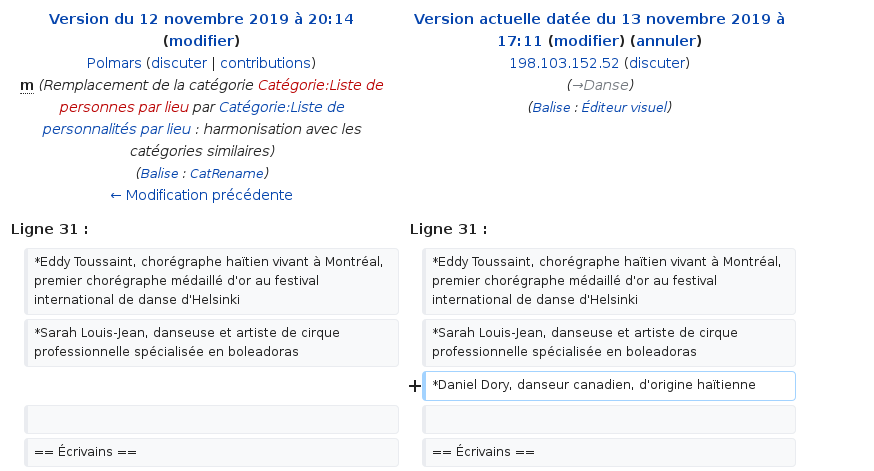 Version du 12 novembre 2019 à 20:14
(modifier)
Polmars (discuter | contributions)
m (Remplacement de la catégorie Catégorie:Liste de
personnes par lieu par Catégorie:Liste de
personnalités par lieu : harmonisation avec les
catégories similaires)
(Balise : CatRename)
← Modification précédente
Version actuelle datée du 13 novembre 2019 à
17:11 (modifier) (annuler)
198.103.152.52 (discuter)
(→Danse)
(Balise : Éditeur visuel)
Ligne 31 :
Ligne 31 :
*Eddy Toussaint, chorégraphe haïtien vivant à Montréal,
premier chorégraphe médaillé d'or au festival
international de danse d'Helsinki
*Eddy Toussaint, chorégraphe haïtien vivant à Montréal,
premier chorégraphe médaillé d'or au festival
international de danse d'Helsinki
*Sarah Louis-Jean, danseuse et artiste de cirque
professionnelle spécialisée en boleadoras
*Sarah Louis-Jean, danseuse et artiste de cirque
professionnelle spécialisée en boleadoras
+ *Daniel Dory, danseur canadien, d'origine haïtienne
== Écrivains ==
== Écrivains ==